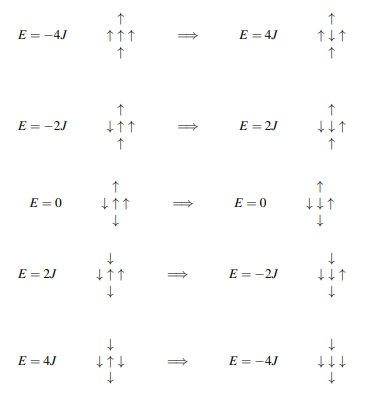 ↑ ↑
E = −4J ↑ ↑ ↑ ⟹ E = 4J ↑ ↓ ↑
↑ ↑
↑ ↑
E = −2J ↓ ↑ ↑ ⟹ E = 2J ↓ ↓ ↑
↑ ↑
↑ ↑
E = 0 ↓ ↑ ↑ ⟹ E = 0 ↓ ↓ ↑
↓ ↓
↓ ↓
E = 2J ↓ ↑ ↑ ⟹ E = −2J ↓ ↓ ↑
↓ ↓
↓ ↓
E = 4J ↓ ↑ ↓ ⟹ E = −4J ↓ ↓ ↓
↓ ↓